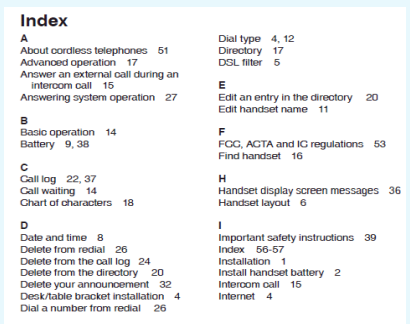 Index
A
About cordless telephones 51
Advanced operation 17
Answer an external call during an
intercom call 15
Answering system operation 27
B
Basic operation 14
Battery 9, 38
C
Call log 22, 37
Call waiting 14
Chart of characters 18
D
Date and time 8
Delete from redial 26
Delete from the call log 24
Delete from the directory 20
Delete your announcement 32
Desk/table bracket installation 4
Dial a number from redial 26
Dial type 4, 12
Directory 17
DSL filter 5
E
Edit an entry in the directory 20
Edit handset name 11
F
FCC, ACTA and IC regulations 53
Find handset 16
H
Handset display screen messages 36
Handset layout 6
I
Important safety instructions 39
Index 56-57
Installation 1
Install handset battery 2
Intercom call 15
Internet 4